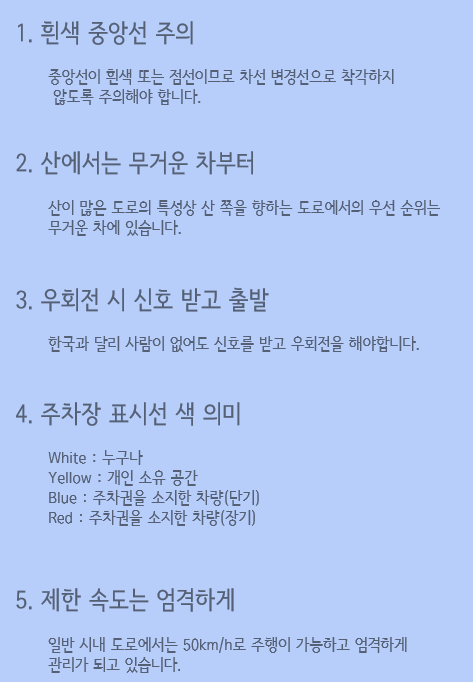 1. 흰색 중앙선 주의
중앙선이 흰색 또는 점선이므로 차선 변경선으로 착각하지
않도록 주의해야 합니다.
2. 산에서는 무거운 차부터
산이 많은 도로의 특성상 산 쪽을 향하는 도로에서의 우선 순위는
무거운 차에 있습니다.
3. 우회전 시 신호 받고 출발
한국과 달리 사람이 없어도 신호를 받고 우회전을 해야합니다.
4. 주차장 표시선 색 의미
White : 누구나
Yellow : 개인 소유 공간
Blue : 주차권을 소지한 차량(단기)
Red : 주차권을 소지한 차량(장기)
5. 제한 속도는 엄격하게
일반 시내 도로에서는 50km/h로 주행이 가능하고 엄격하게
관리가 되고 있습니다.